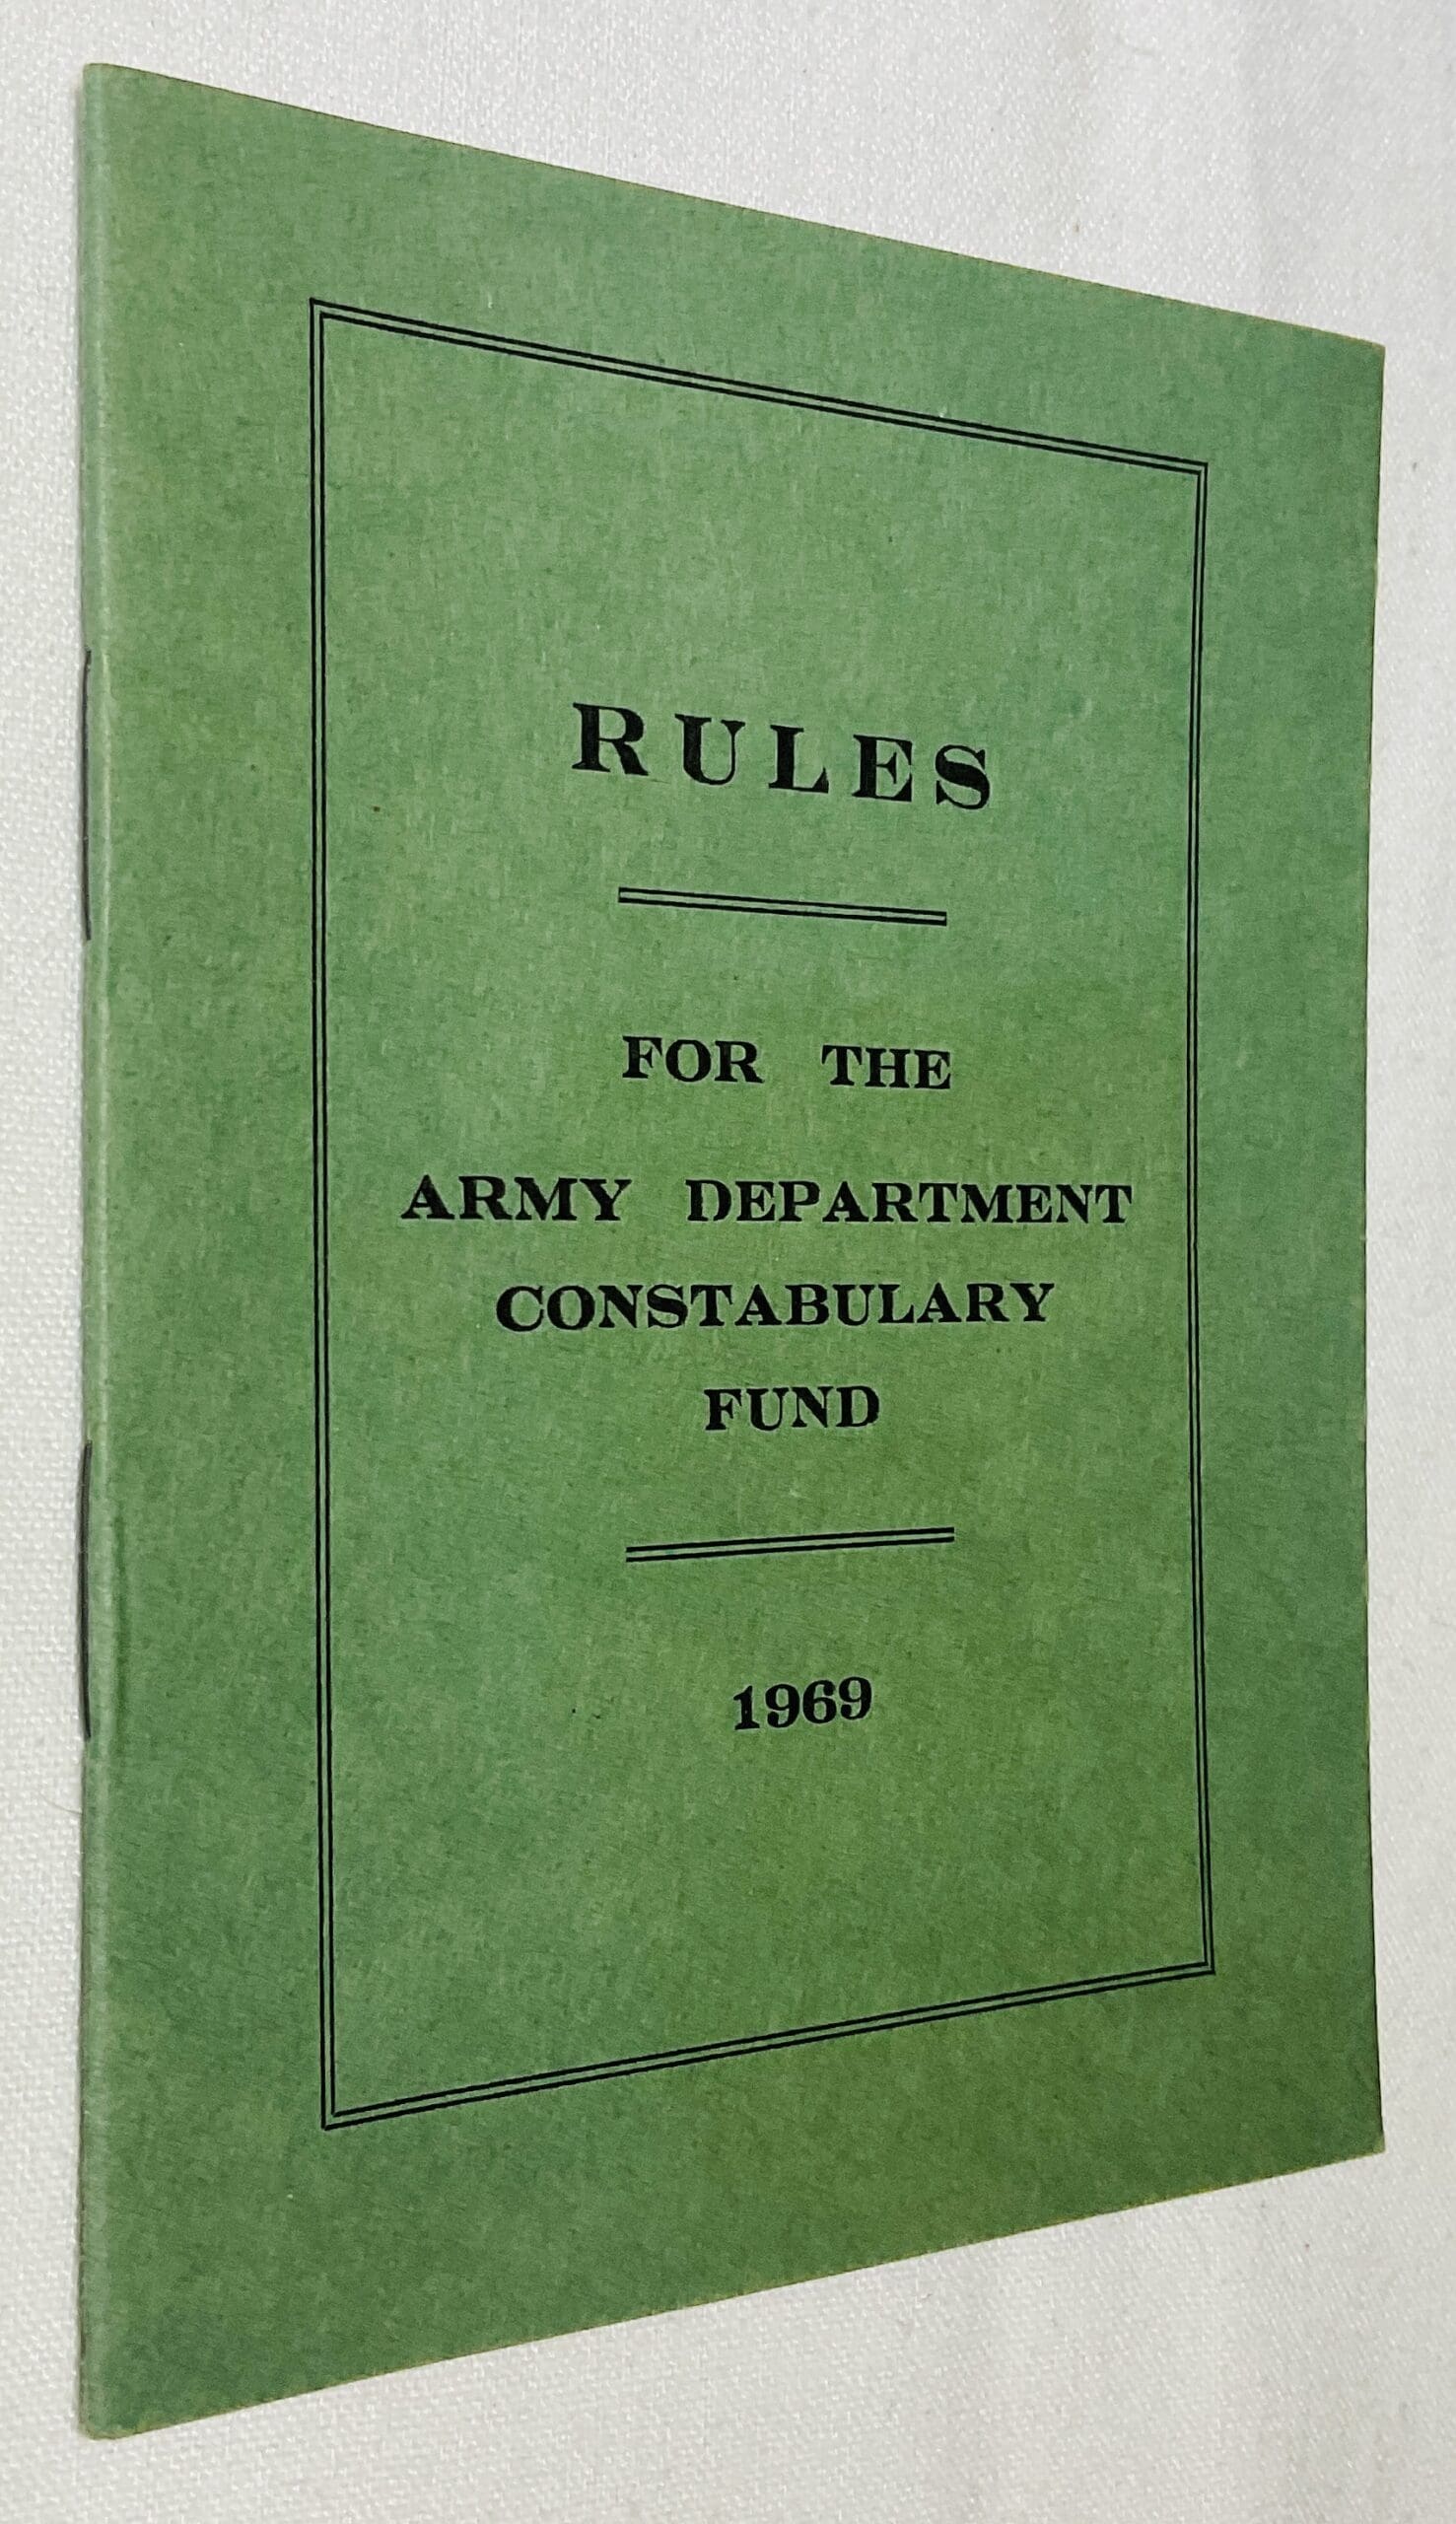 RULES
FOR THE
ARMY DEPARTMENT
CONSTABULARY
FUND
1969